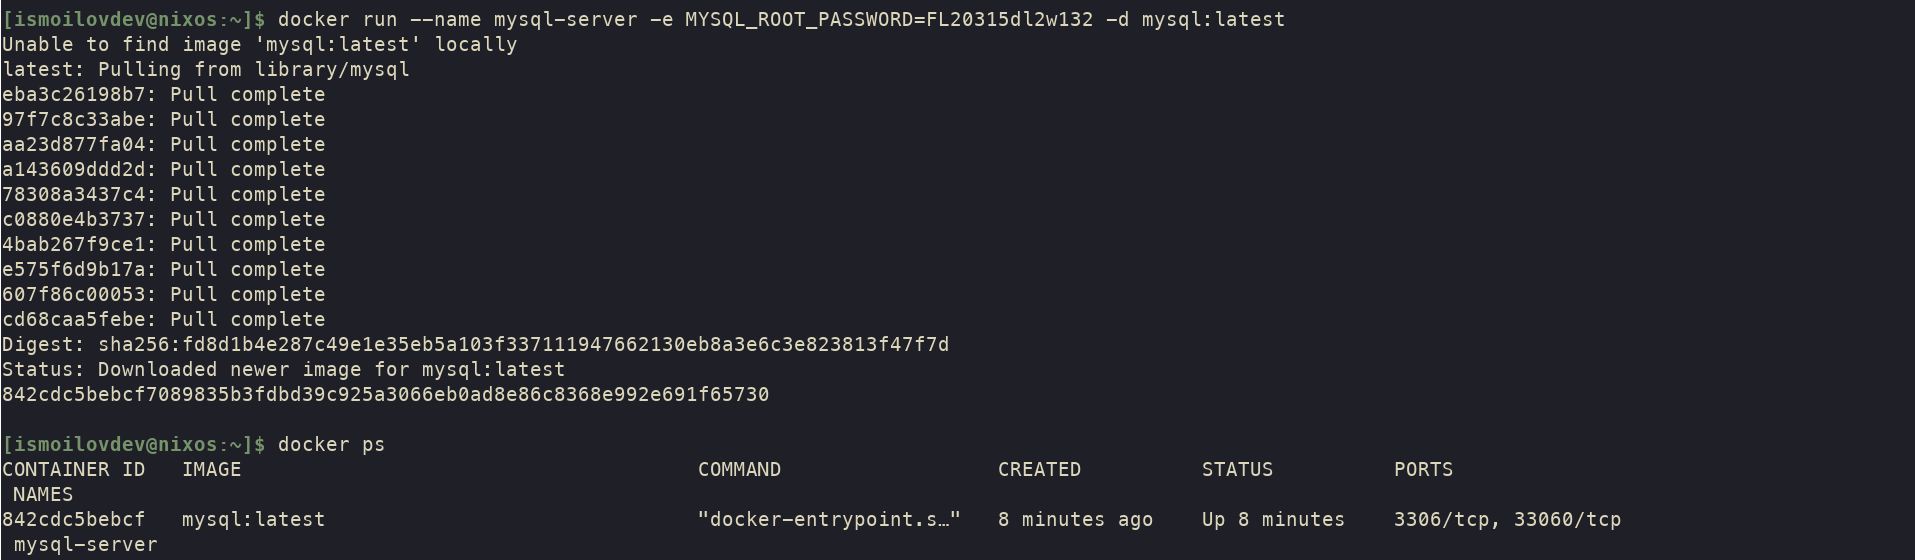 [ismoilovdev@nixos:~]$ docker run --name mysql-server -e MYSQL_ROOT_PASSWORD=FL20315dl2w132 -d mysql:latest
Unable to find image 'mysql:latest' locally
latest: Pulling from library/mysql
eba3c26198b7: Pull complete
97f7c8c33abe: Pull complete
aa23d877fa04: Pull complete
a143609ddd2d: Pull complete
78308a3437c4: Pull complete
c0880e4b3737: Pull complete
4bab267f9ce1: Pull complete
e575f6d9b17a: Pull complete
607f86c00053: Pull complete
cd68caa5febe: Pull complete
Digest: sha256:fd8d1b4e287c49e1e35eb5a103f337111947662130eb8a3e6c3e823813f47f7d
Status: Downloaded newer image for mysql:latest
842cdc5bebcf7089835b3fdbd39c925a3066eb0ad8e86c8368e992e691f65730
[ismoilovdev@nixos:~]$ docker ps
CONTAINER ID   IMAGE                                      COMMAND                  CREATED          STATUS          PORTS
 NAMES
842cdc5bebcf   mysql:latest                               "docker-entrypoint.s…"   8 minutes ago    Up 8 minutes    3306/tcp, 33060/tcp
 mysql-server